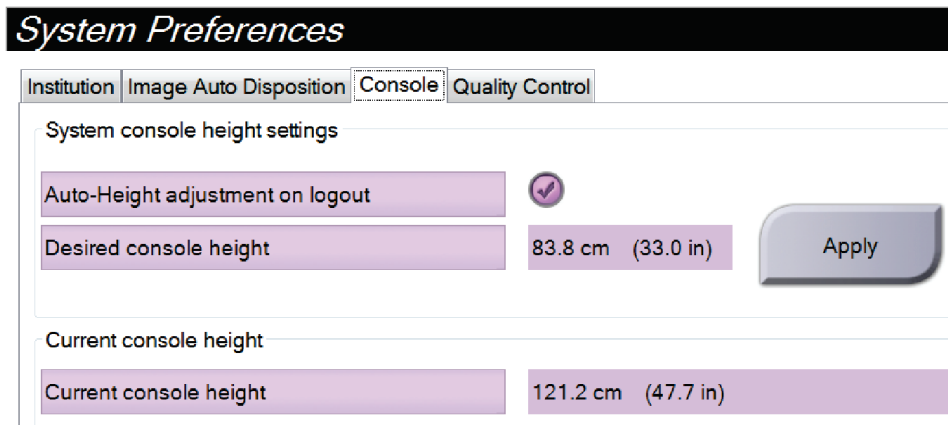 System Preferences
Institution Image Auto Disposition Console Quality Control
System console height settings
Auto-Height adjustment on logout
Desired console height 83.8 cm (33.0 in) Apply
Current console height
Current console height 121.2 cm (47.7 in)